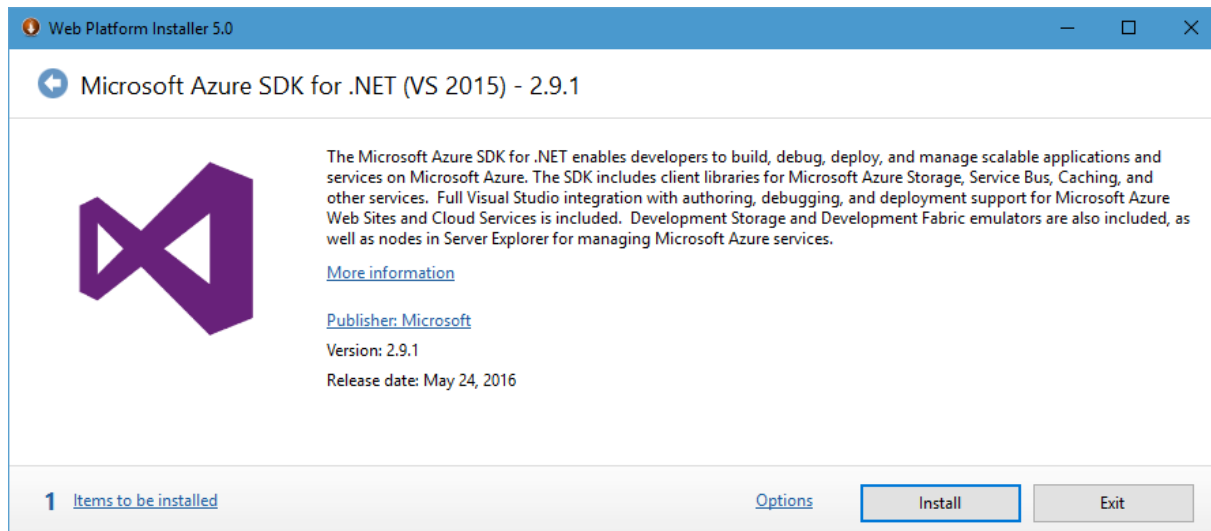 Web Platform Installer 5.0
Microsoft Azure SDK for .NET (VS 2015) - 2.9.1
The Microsoft Azure SDK for .NET enables developers to build, debug, deploy, and manage scalable applications and
services on Microsoft Azure. The SDK includes client libraries for Microsoft Azure Storage, Service Bus, Caching, and
other services.  Full Visual Studio integration with authoring, debugging, and deployment support for Microsoft Azure
Web Sites and Cloud Services is included.  Development Storage and Development Fabric emulators are also included, as
well as nodes in Server Explorer for managing Microsoft Azure services.
More information
Publisher: Microsoft
Version: 2.9.1
Release date: May 24, 2016
1 Items to be installed
Options
Install
Exit